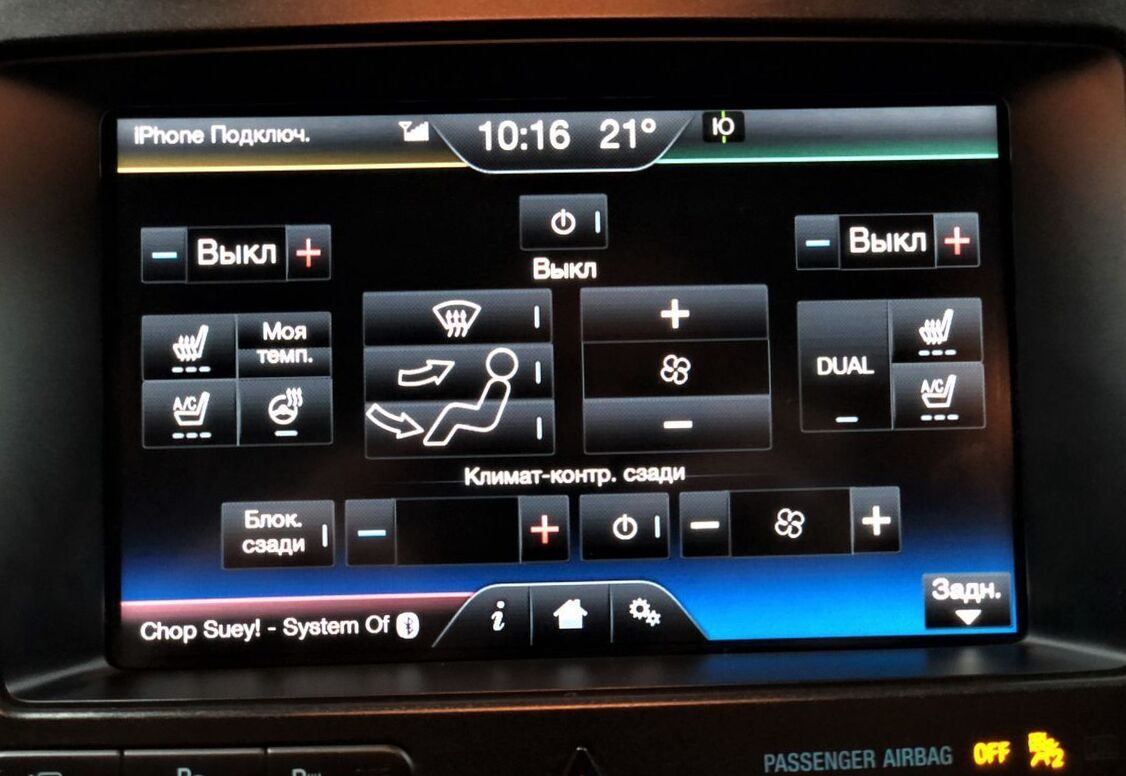 iPhone Подключ.
10:16 21°
Ю
Выкл
Выкл
Выкл
Моя
темп.
DUAL
A/C
A/C
Климат-контр. сзади
Блок.
сзади
Задн.
Chop Suey! - System Of
PASSENGER AIRBAG OFF